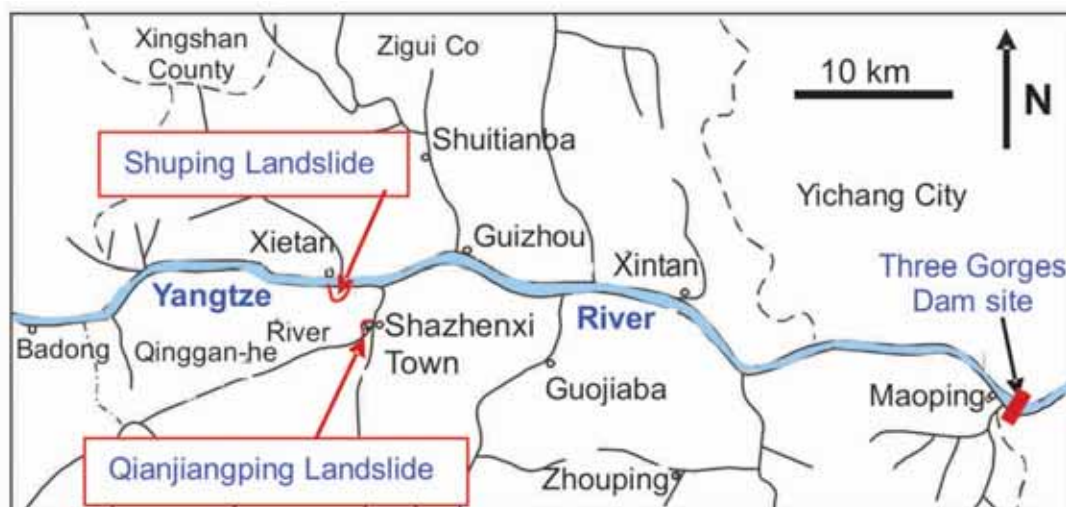 Xingshan
County
Zigui Co
10 km
N
Shuitianba
Shuping Landslide
Yichang City
Xietan
Guizhou
Xintan
Three Gorges
Dam site
Yangtze
River
River
Shazhenxi
Town
Badong
Qinggan-he
Guojiaba
Maoping
Qianjiangping Landslide
Zhouping